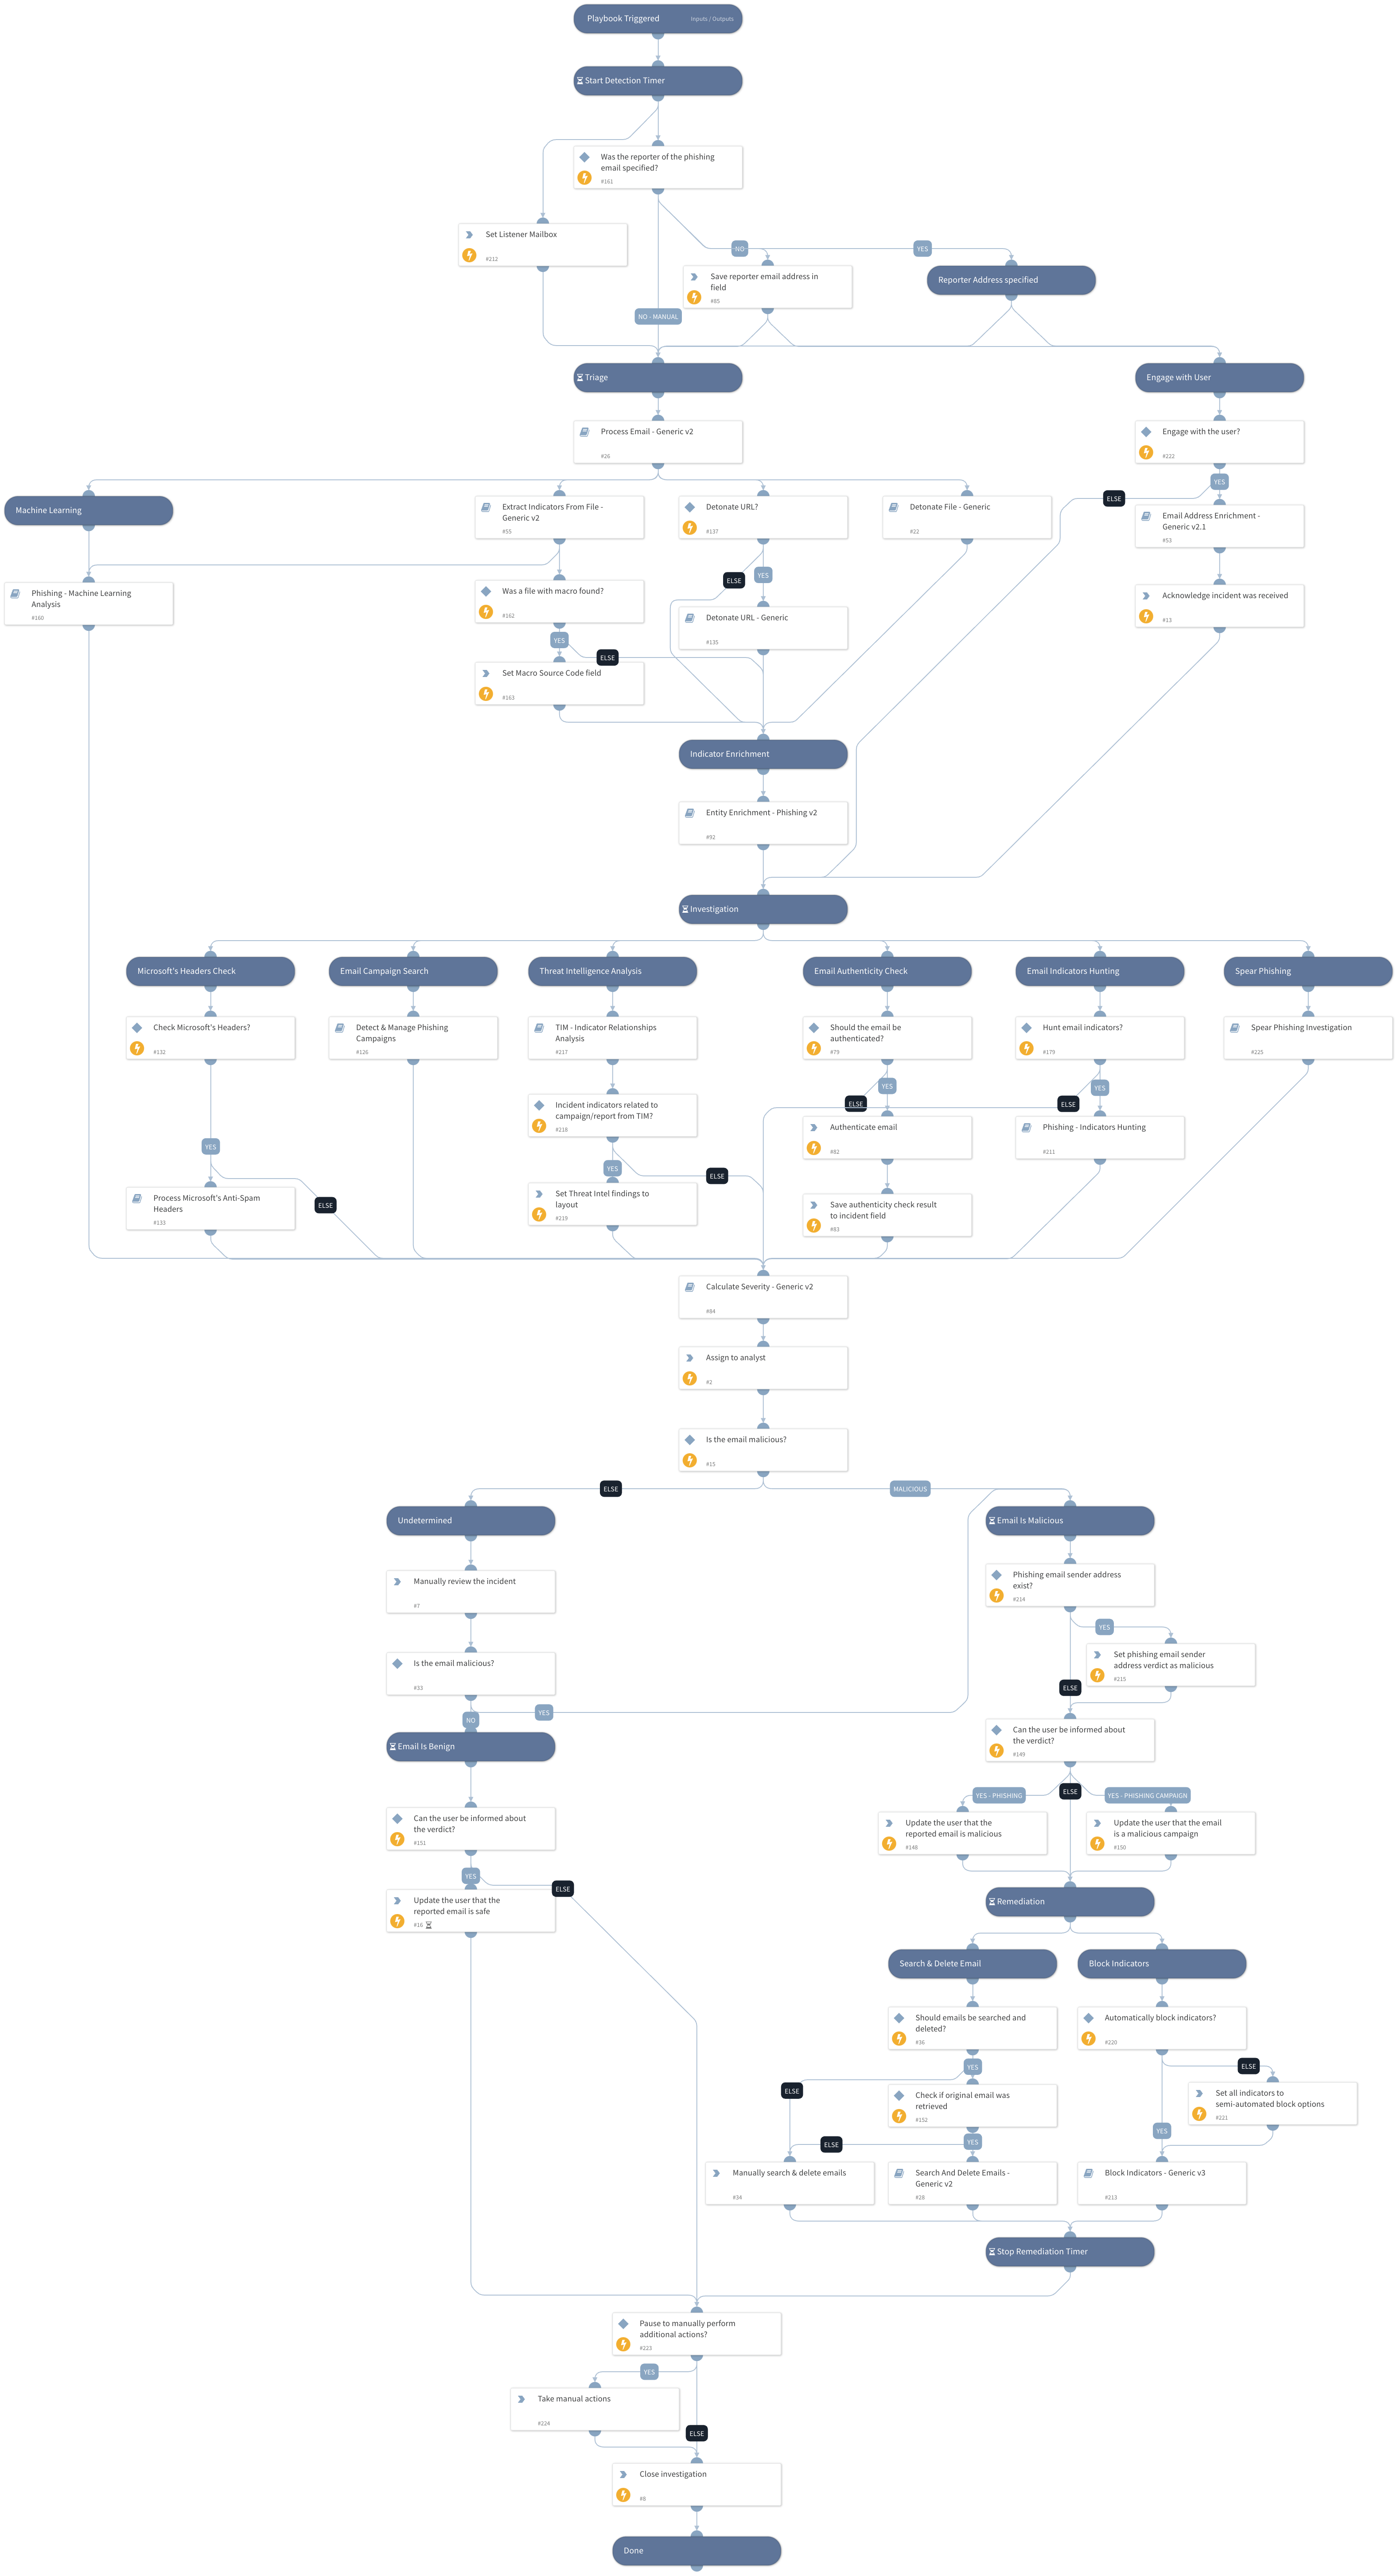 Playbook Triggered
Inputs / Outputs
Start Detection Timer
Was the reporter of the phishing
email specified?
#161
Set Listener Mailbox
#212
NO
YES
Save reporter email address in
field
#85
Reporter Address specified
NO - MANUAL
Triage
Engage with User
Process Email - Generic v2
#26
Engage with the user?
#222
YES
ELSE
Machine Learning
Extract Indicators From File -
Generic v2
#55
Detonate URL?
#137
Detonate File - Generic
#22
Email Address Enrichment -
Generic v2.1
#53
ELSE
YES
Phishing - Machine Learning
Analysis
#160
Was a file with macro found?
#162
Detonate URL - Generic
#135
Acknowledge incident was received
#13
YES
ELSE
Set Macro Source Code field
#163
Indicator Enrichment
Entity Enrichment - Phishing v2
#92
Investigation
Microsoft's Headers Check
Email Campaign Search
Threat Intelligence Analysis
Email Authenticity Check
Email Indicators Hunting
Spear Phishing
Check Microsoft's Headers?
#132
Detect & Manage Phishing
Campaigns
#126
TIM - Indicator Relationships
Analysis
#217
Should the email be
authenticated?
#79
Hunt email indicators?
#179
Spear Phishing Investigation
#225
YES
YES
ELSE
ELSE
Incident indicators related to
campaign/report from TIM?
#218
Authenticate email
#82
Phishing - Indicators Hunting
#211
YES
YES
ELSE
Process Microsoft's Anti-Spam
Headers
#133
ELSE
Set Threat Intel findings to
layout
#219
Save authenticity check result
to incident field
#83
Calculate Severity - Generic v2
#84
Assign to analyst
#2
Is the email malicious?
#15
ELSE
MALICIOUS
Undetermined
Email Is Malicious
Manually review the incident
#7
Phishing email sender address
exist?
#214
YES
Is the email malicious?
#33
Set phishing email sender
address verdict as malicious
#215
ELSE
YES
NO
Email Is Benign
Can the user be informed about
the verdict?
#149
YES - PHISHING
ELSE
YES - PHISHING CAMPAIGN
Can the user be informed about
the verdict?
#151
Update the user that the
reported email is malicious
#148
Update the user that the email
is a malicious campaign
#150
YES
ELSE
Update the user that the
reported email is safe
#16
Remediation
Search & Delete Email
Block Indicators
Should emails be searched and
deleted?
#36
Automatically block indicators?
#220
YES
ELSE
ELSE
Check if original email was
retrieved
#152
Set all indicators to
semi-automated block options
#221
YES
YES
ELSE
Manually search & delete emails
#34
Search And Delete Emails -
Generic v2
#28
Block Indicators - Generic v3
#213
Stop Remediation Timer
Pause to manually perform
additional actions?
#223
YES
Take manual actions
#224
ELSE
Close investigation
#8
Done